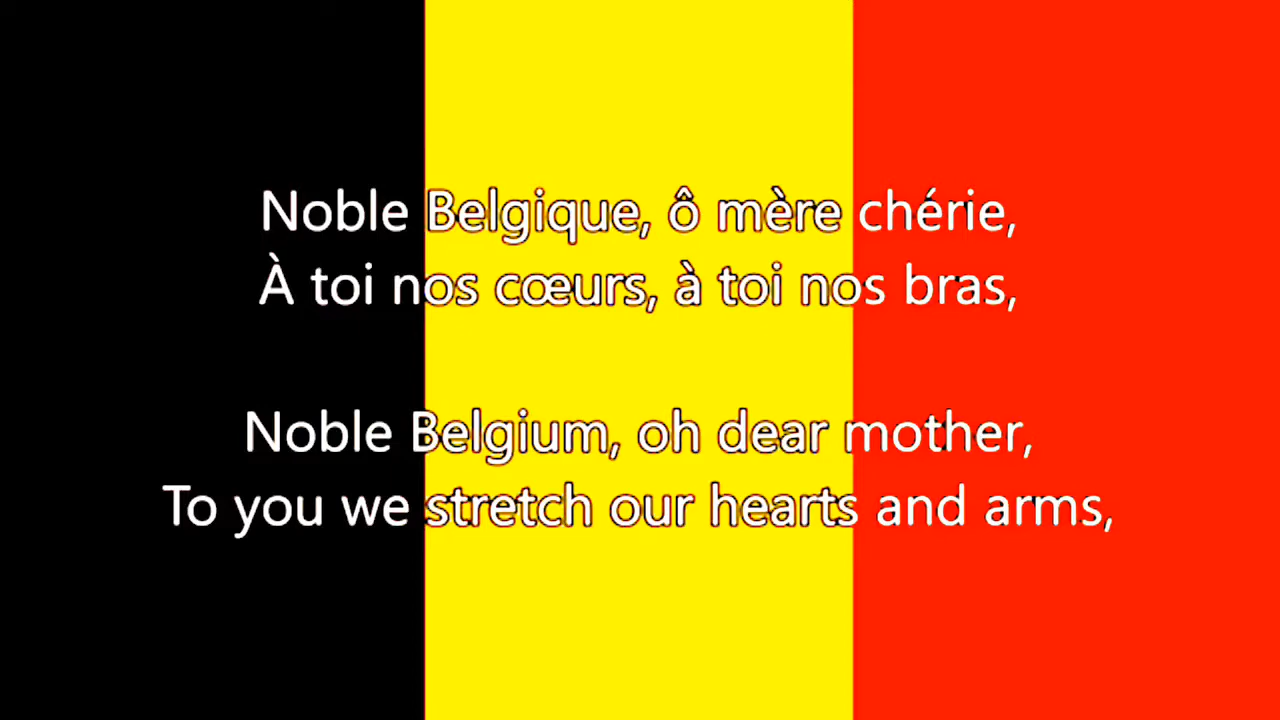 Noble Belgique, ô mère chérie,
À toi nos cœurs, à toi nos bras,
Noble Belgium, oh dear mother,
To you we stretch our hearts and arms,